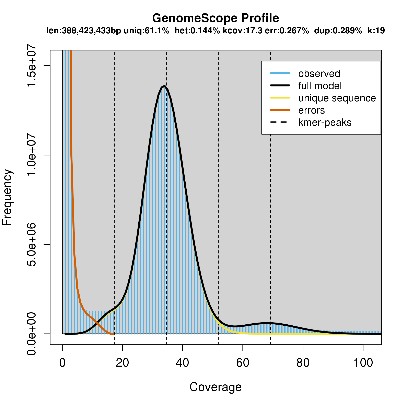 GenomeScope Profile
len:388,423,433bp uniq:61.1% het:0.144% kcov:17.3 err:0.267% dup:0.289% k:19
observed
full model
unique sequence
errors
kmer-peaks
Frequency
1.5e+07
1.0e+07
5.0e+06
0.0e+00
0 20 40 60 80 100
Coverage